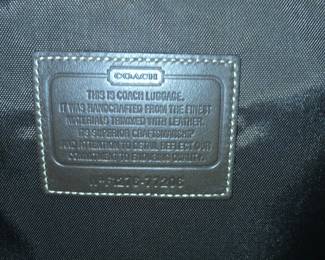 COACH
THIS IS COACH LUGGAGE.
IT WAS HANDCRAFTED FROM THE FINEST
MATERIALS TRIMMED WITH LEATHER.
ITS SUPERIOR CRAFTSMANSHIP
AND ATTENTION TO DETAIL REFLECT OUR
COMMITMENT TO ENDURING QUALITY.